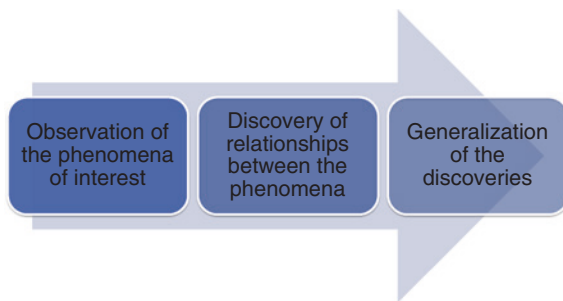 Observation of
the phenomena
of interest
Discovery of
relationships
between the
phenomena
Generalization
of the
discoveries